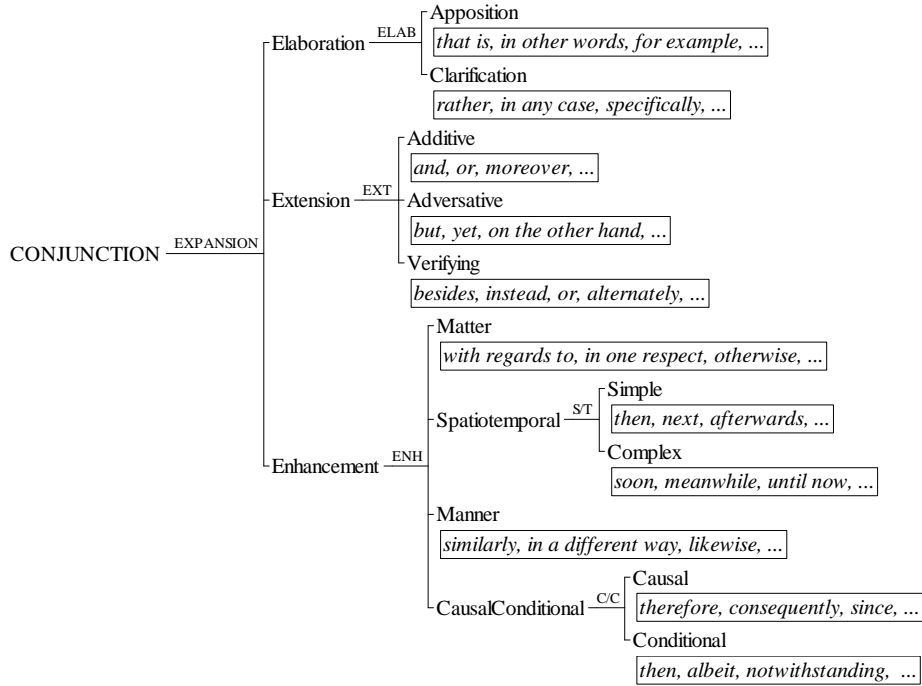 Apposition
Elaboration ELAB
that is, in other words, for example, ...
Clarification
rather, in any case, specifically, ...
Additive
and, or, moreover, ...
Extension EXT Adversative
but, yet, on the other hand, ...
CONJUNCTION EXPANSION
Verifying
besides, instead, or, alternately, ...
Matter
with regards to, in one respect, otherwise, ...
Simple
Spatiotemporal S/T
then, next, afterwards, ...
Complex
Enhancement ENH
soon, meanwhile, until now, ...
Manner
similarly, in a different way, likewise, ...
Causal
CausalConditional C/C
therefore, consequently, since, ...
Conditional
then, albeit, notwithstanding, ...